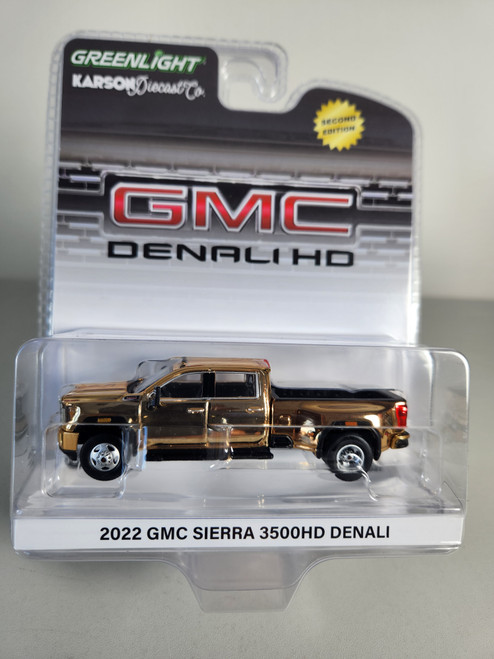 GREENLIGHT
KARSON Diecast Co.
SECOND
EDITION
GMC
DENALI HD
2022 GMC SIERRA 3500HD DENALI